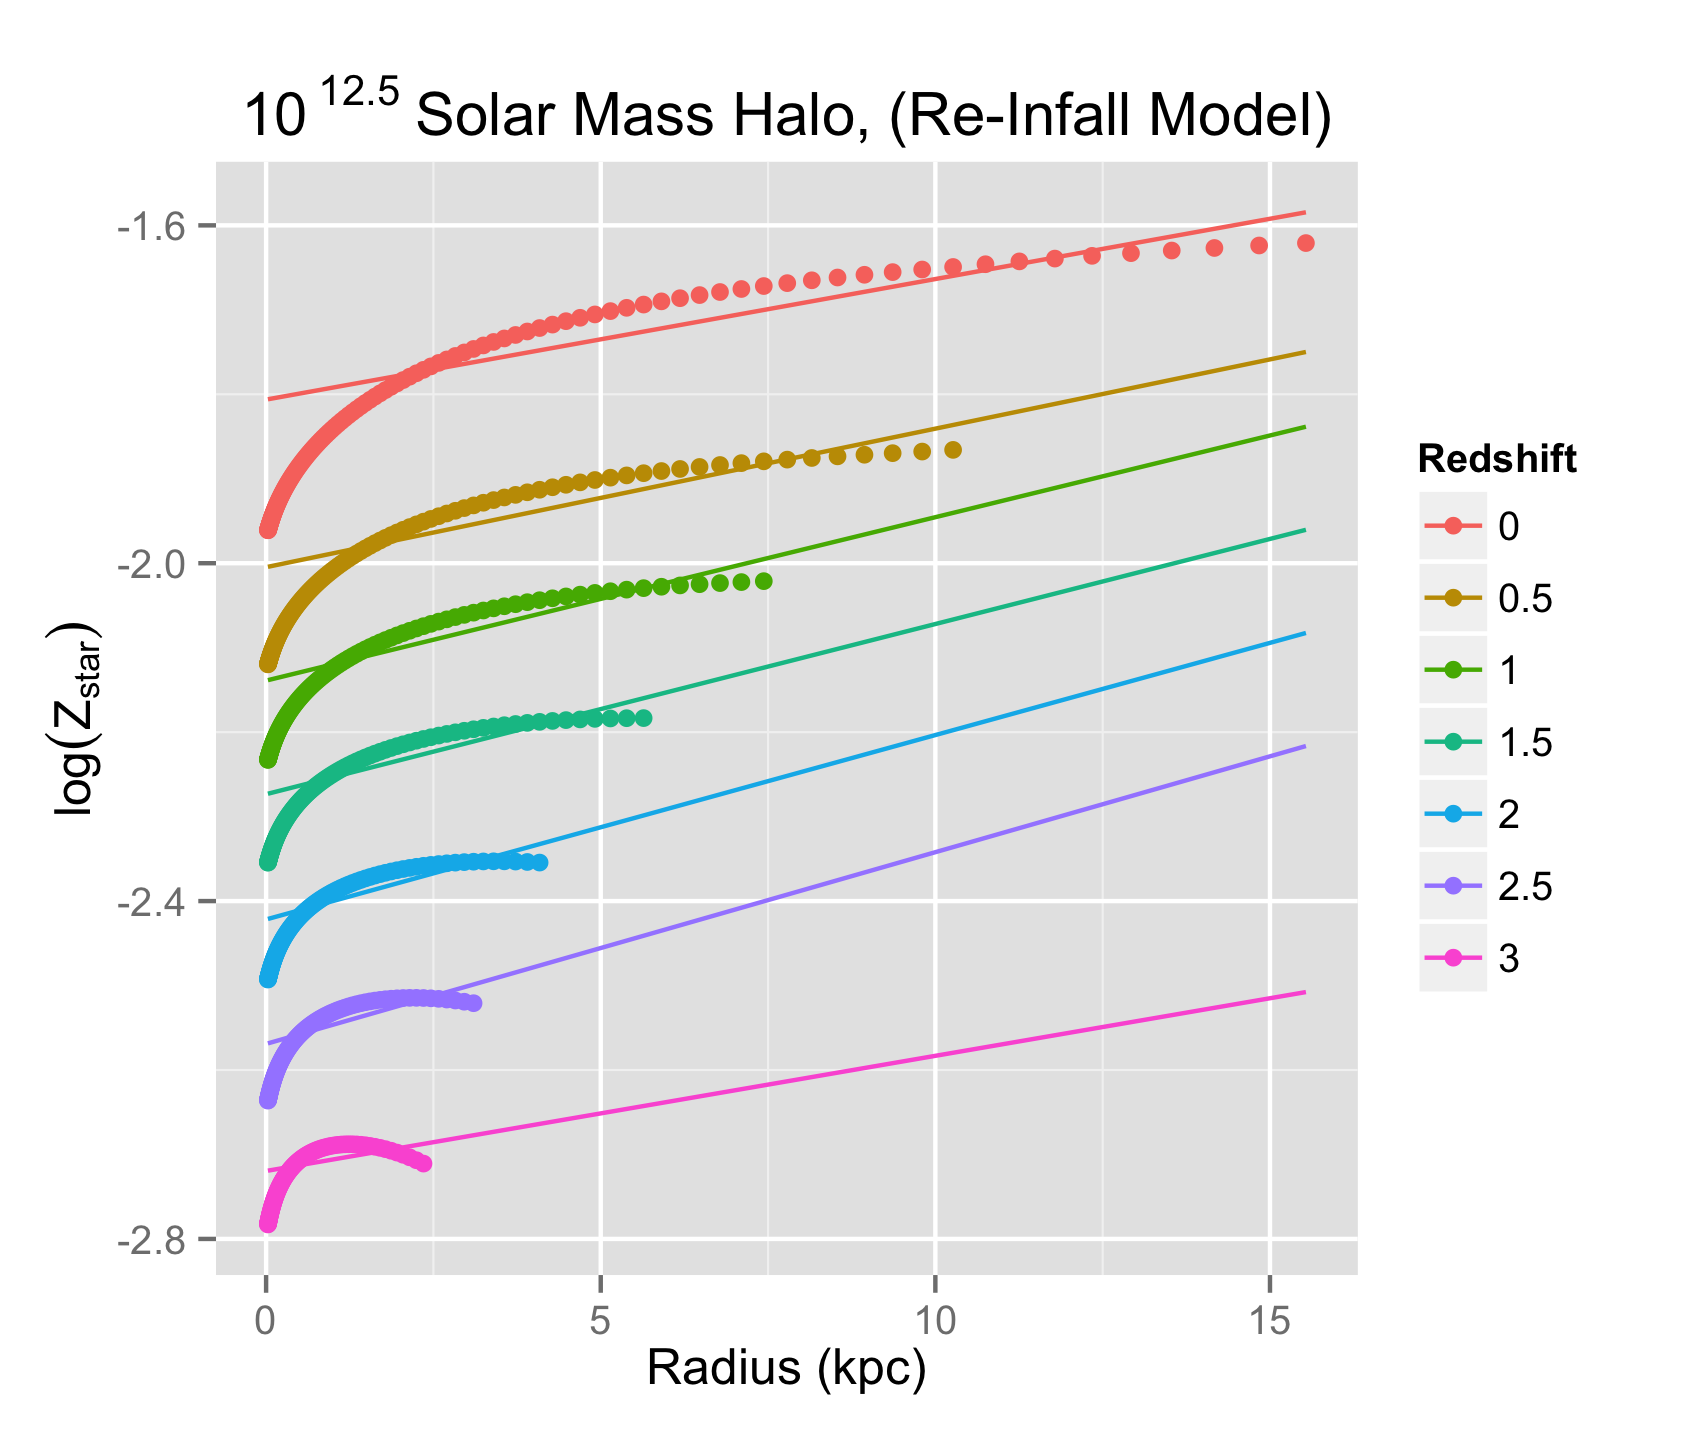 10 12.5 Solar Mass Halo, (Re-Infall Model)
-1.6
-2.0
-2.4
-2.8
log(Zstar)
0 5 10 15
Radius (kpc)
Redshift
0
0.5
1
1.5
2
2.5
3